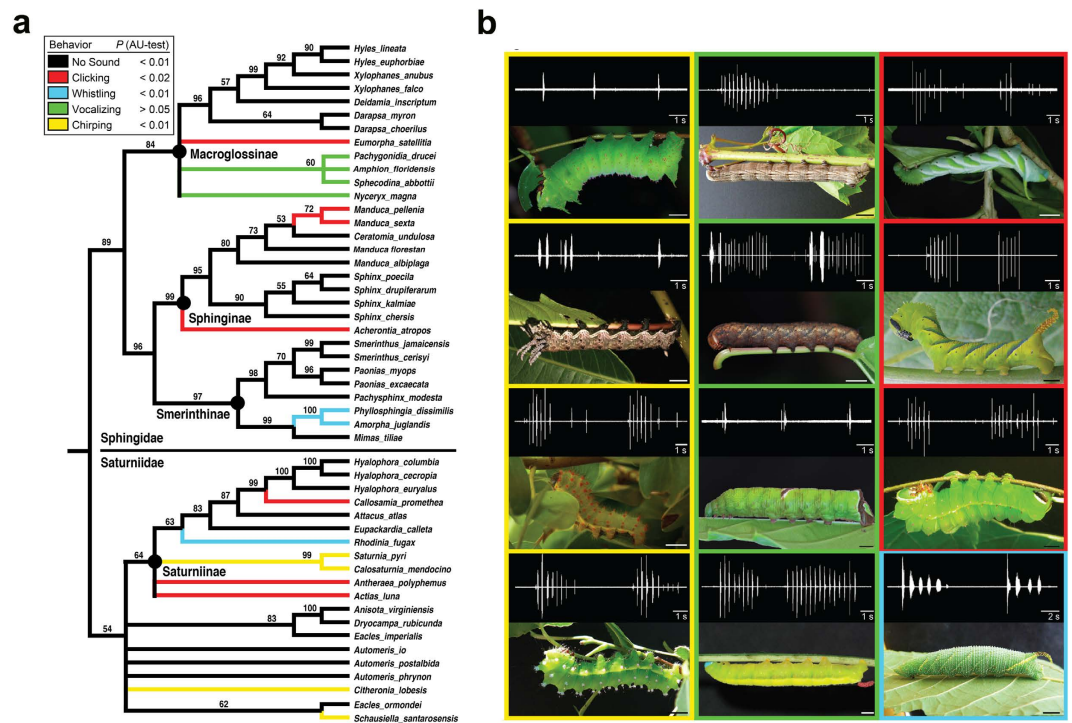 a
b
Behavior P (AU-test)
No Sound < 0.01
Clicking < 0.02
Whistling < 0.01
Vocalizing > 0.05
Chirping < 0.01
90
Hyles_lineata
92
Hyles_euphorbiae
99
Xylophanes_anubus
57
Xylophanes_falco
96
Deidamia_inscriptum
64
Darapsa_myron
Darapsa_choerilus
84
Eumorpha_satellitia
Macroglossinae
60
Pachygonidia_drucei
Amphion_floridensis
Sphecodina_abbottii
Nyceryx_magna
72
Manduca_pellenia
53
Manduca_sexta
73
Ceratomia_undulosa
89
80
Manduca florestan
95
Manduca_albiplaga
64
Sphinx_poecila
55
Sphinx_drupiferarum
99
90
Sphinx_kalmiae
Sphinginae
Sphinx_chersis
Acherontia_atropos
99
Smerinthus_jamaicensis
96
70
Smerinthus_cerisyi
98
96
Paonias_myops
Paonias_excaecata
97
Pachysphinx_modesta
Smerinthinae
100
Phyllosphingia_dissimilis
99
Amorpha_juglandis
Sphingidae
Mimas_tiliae
Saturniidae
100
Hyalophora_columbia
100
Hyalophora_cecropia
99
Hyalophora_euryalus
87
Callosamia_promethea
83
Attacus_atlas
63
Eupackardia_calleta
Rhodinia_fugax
64
99
Saturnia_pyri
Saturniinae
Calosaturnia_mendocino
Antheraea_polyphemus
Actias_luna
100
Anisota_virginiensis
83
Dryocampa_rubicunda
54
Eacles_imperialis
Automeris_io
Automeris_postalbida
Automeris_phrynon
Citheronia_lobesis
62
Eacles_ormondei
Schausiella_santarosensis
1 s
1 s
1 s
1 s
1 s
1 s
1 s
1 s
1 s
1 s
1 s
2 s